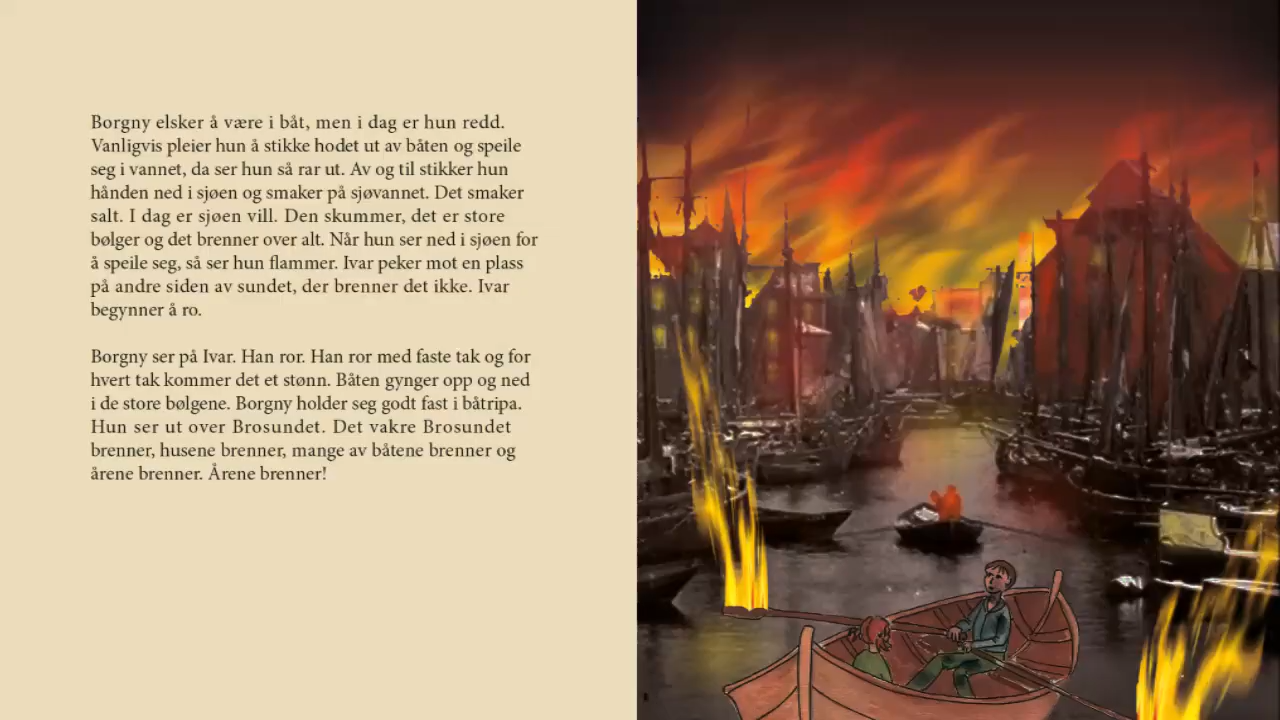 Borgny elsker å være i båt, men i dag er hun redd.
Vanligvis pleier hun å stikke hodet ut av båten og speile
seg i vannet, da ser hun så rar ut. Av og til stikker hun
hånden ned i sjøen og smaker på sjøvannet. Det smaker
salt. I dag er sjøen vill. Den skummer, det er store
bølger og det brenner over alt. Når hun ser ned i sjøen for
å speile seg, så ser hun flammer. Ivar peker mot en plass
på andre siden av sundet, der brenner det ikke. Ivar
begynner å ro.
Borgny ser på Ivar. Han ror. Han ror med faste tak og for
hvert tak kommer det et stønn. Båten gynger opp og ned
i de store bølgene. Borgny holder seg godt fast i båtripa.
Hun ser ut over Brosundet. Det vakre Brosundet
brenner, husene brenner, mange av båtene brenner og
årene brenner. Årene brenner!